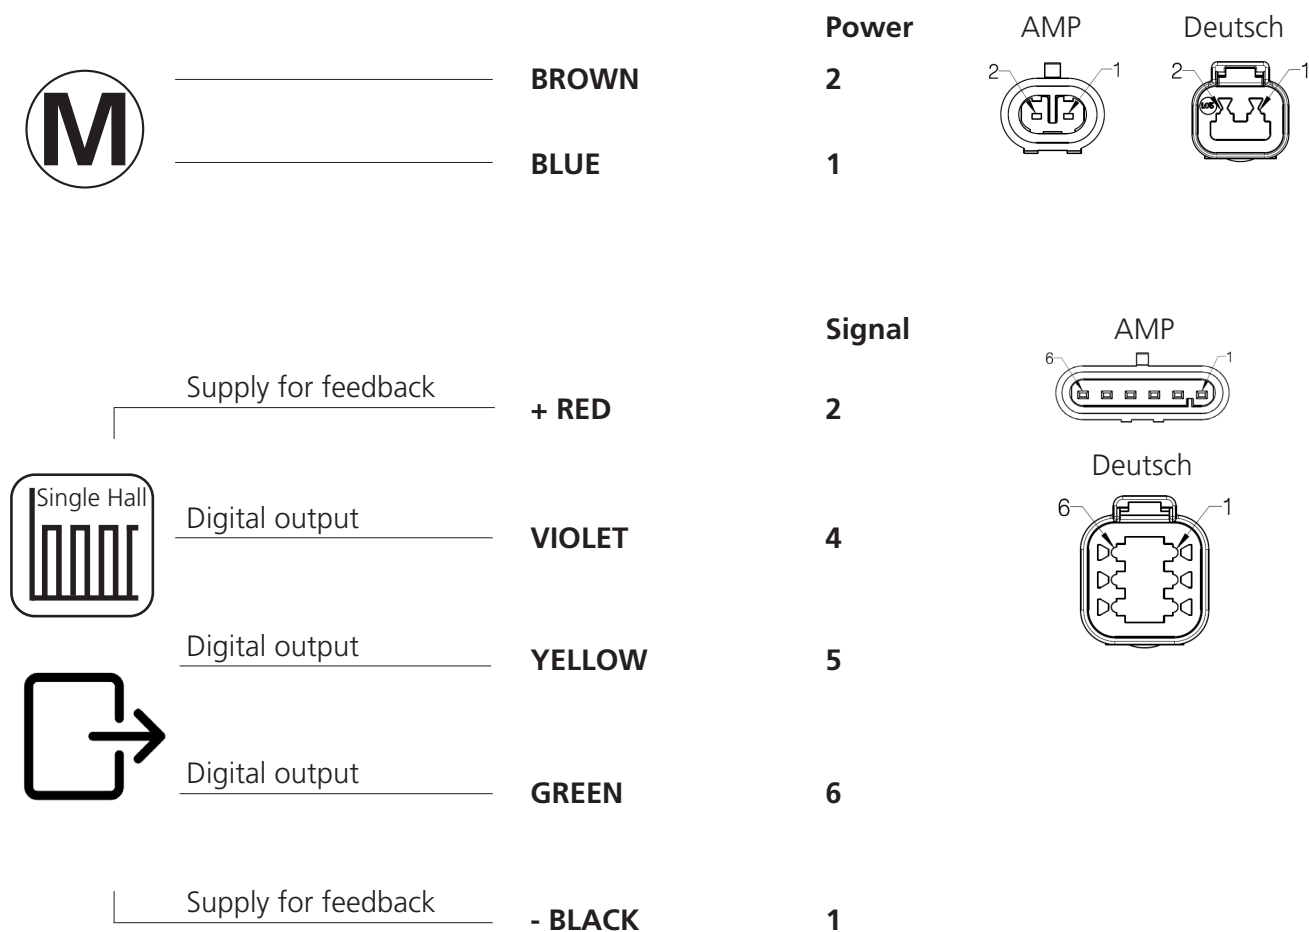 Power AMP Deutsch
BROWN 2 2 1 2 1
M
BLUE 1
Signal AMP
6 1
Supply for feedback
+ RED 2
Deutsch
Single Hall
Digital output
VIOLET 4
6 1
Digital output
YELLOW 5
Digital output
GREEN 6
Supply for feedback
- BLACK 1